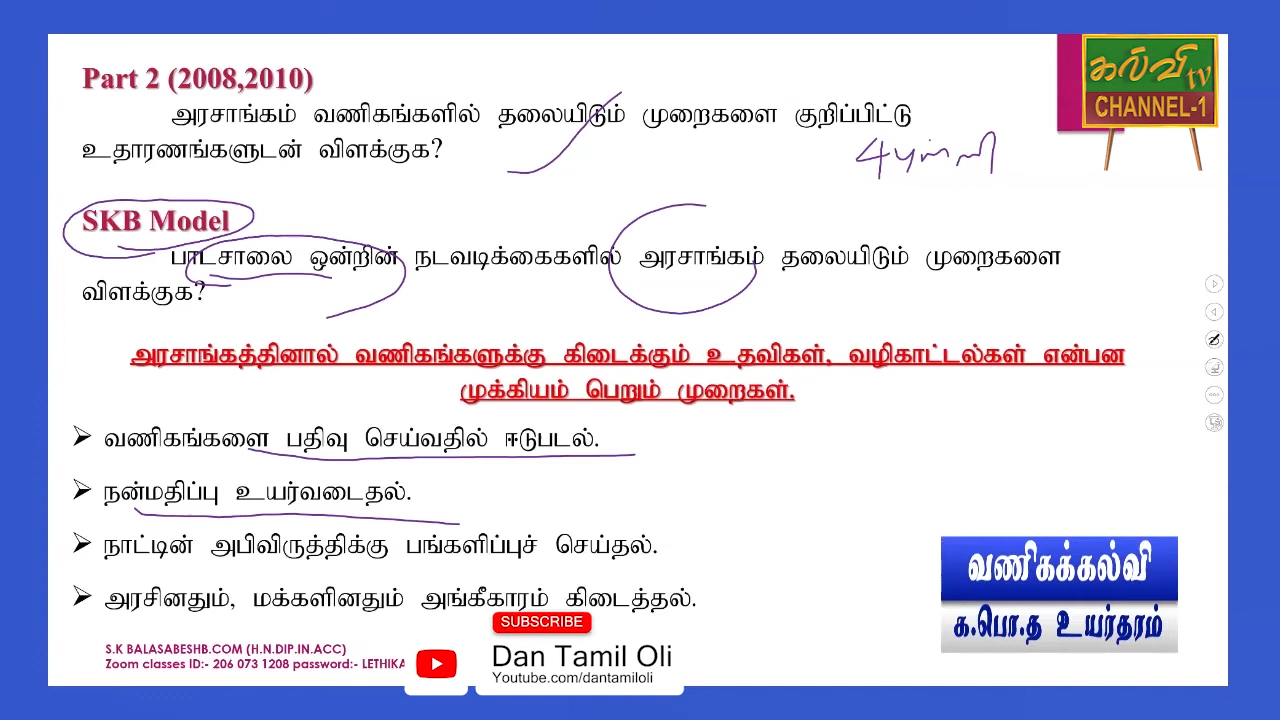 Part 2 (2008,2010)
அரசாங்கம் வணிகங்களில் தலையிடும் முறைகளை குறிப்பிட்டு
உதாரணங்களுடன் விளக்குக?
4புள்ளி
கல்வி tv
CHANNEL-1
SKB Model
பாடசாலை ஒன்றின் நடவடிக்கைகளில் அரசாங்கம் தலையிடும் முறைகளை
விளக்குக?
அரசாங்கத்தினால் வணிகங்களுக்கு கிடைக்கும் உதவிகள், வழிகாட்டல்கள் என்பன
முக்கியம் பெறும் முறைகள்.
வணிகங்களை பதிவு செய்வதில் ஈடுபடல்.
நன்மதிப்பு உயர்வடைதல்.
நாட்டின் அபிவிருத்திக்கு பங்களிப்புச் செய்தல்.
அரசினதும், மக்களினதும் அங்கீகாரம் கிடைத்தல்.
வணிகக்கல்வி
க.பொ.த உயர்தரம்
S.K BALASABESHB.COM (H.N.DIP.IN.ACC)
Zoom classes ID:- 206 073 1208 password:- LETHIKA
SUBSCRIBE
Dan Tamil Oli
Youtube.com/dantamiloli